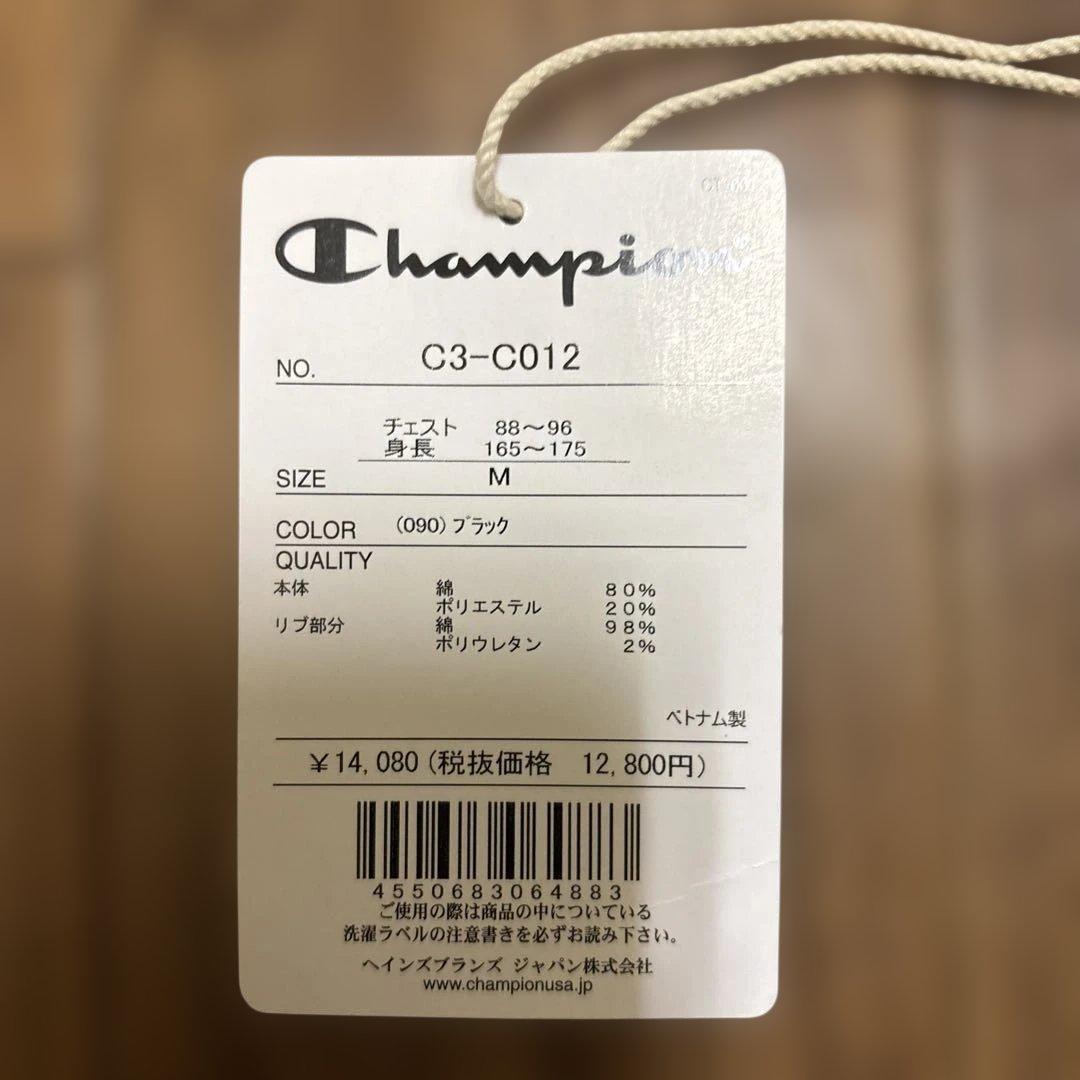 Champion
NO. C3-C012
チェスト 88～96
身長 165～175
SIZE M
COLOR (090)ブラック
QUALITY
本体 綿 80%
ポリエステル 20%
リブ部分 綿 98%
ポリウレタン 2%
ベトナム製
¥14,080(税抜価格 12,800円)
4550683064883
ご使用の際は商品の中についている
洗濯ラベルの注意書きを必ずお読み下さい。
ヘインズブランズ ジャパン株式会社
www.championusa.jp